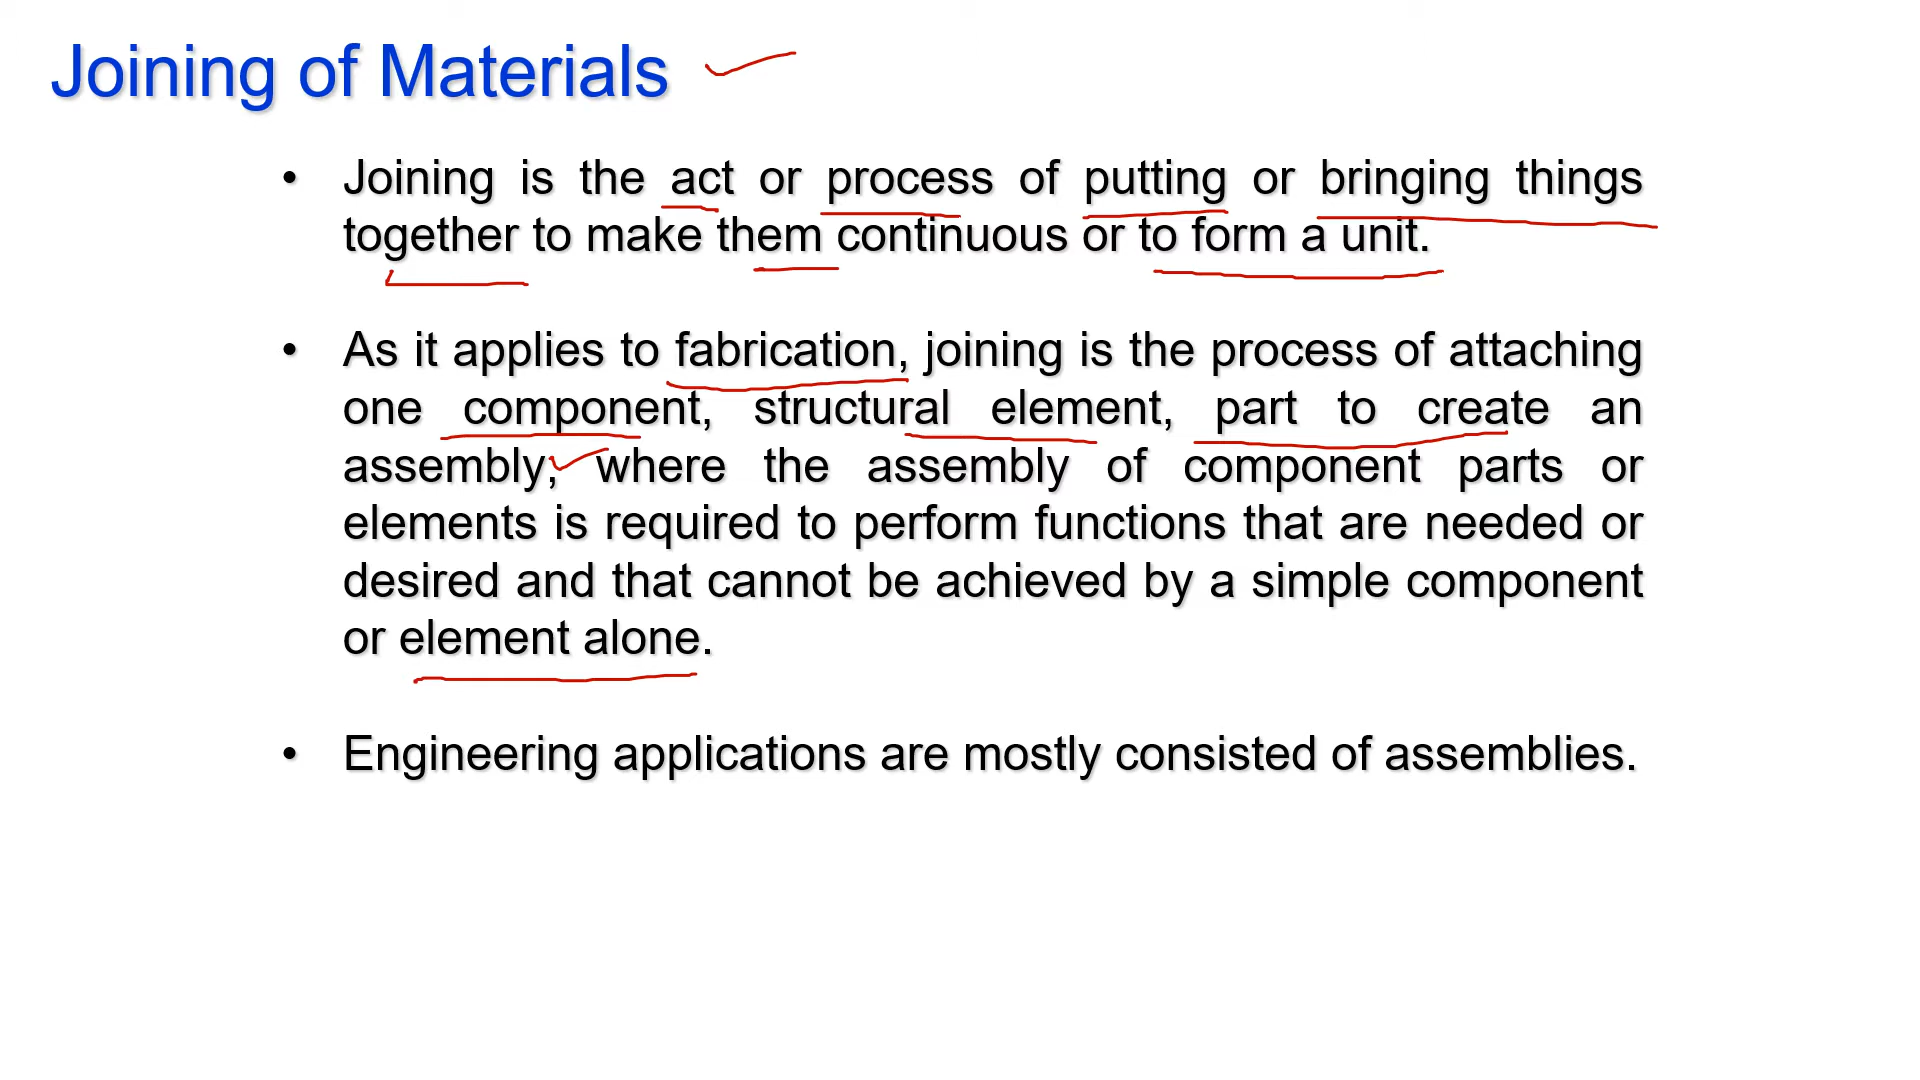 Joining of Materials
• Joining is the act or process of putting or bringing things
together to make them continuous or to form a unit.
• As it applies to fabrication, joining is the process of attaching
one component, structural element, part to create an
assembly, where the assembly of component parts or
elements is required to perform functions that are needed or
desired and that cannot be achieved by a simple component
or element alone.
• Engineering applications are mostly consisted of assemblies.